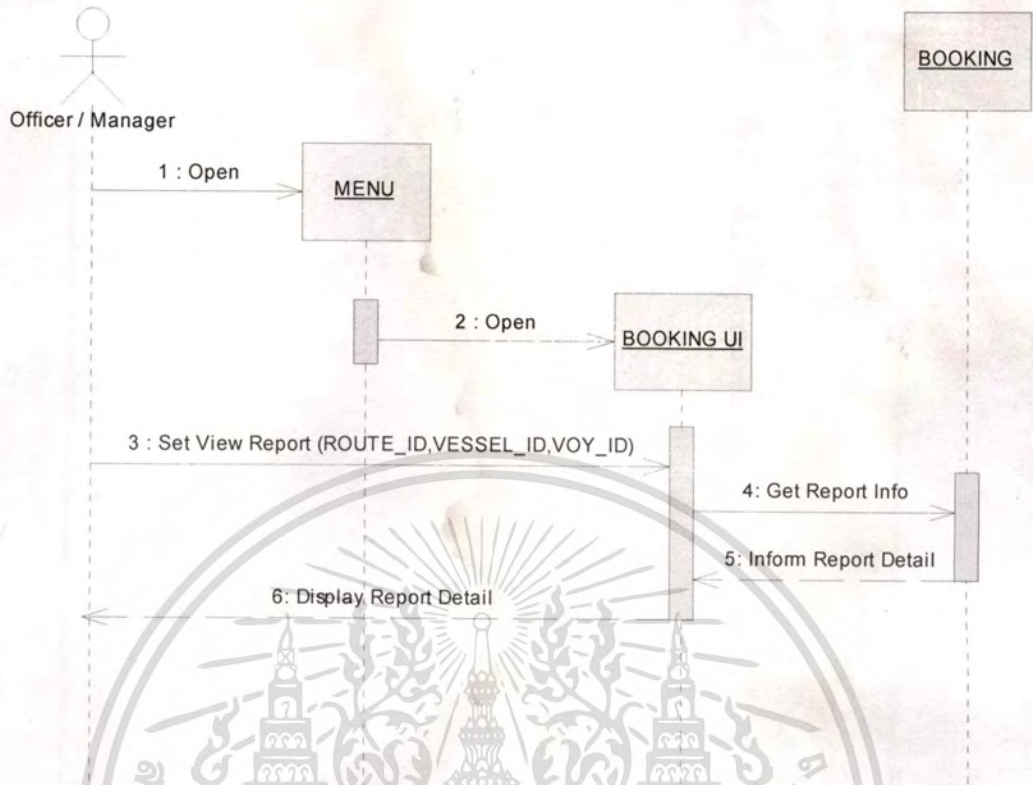 BOOKING
Officer / Manager
1 : Open
MENU
2 : Open
BOOKING UI
3 : Set View Report (ROUTE_ID,VESSEL_ID,VOY_ID)
4: Get Report Info
5: Inform Report Detail
6: Display Report Detail